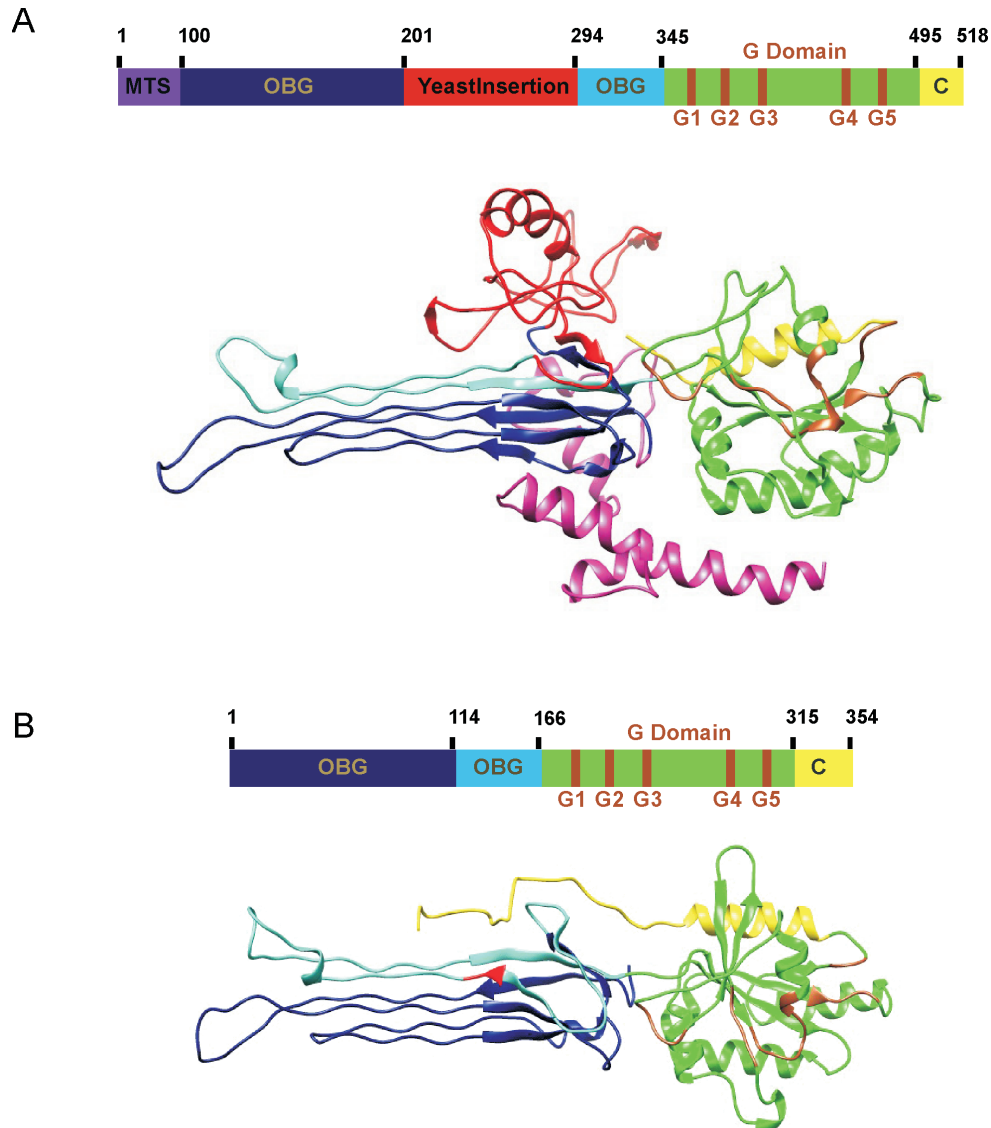 A
1 100 201 294 345 495 518
G Domain
MTS OBG YeastInsertion OBG C
G1 G2 G3 G4 G5
B
1 114 166 315 354
G Domain
OBG OBG C
G1 G2 G3 G4 G5